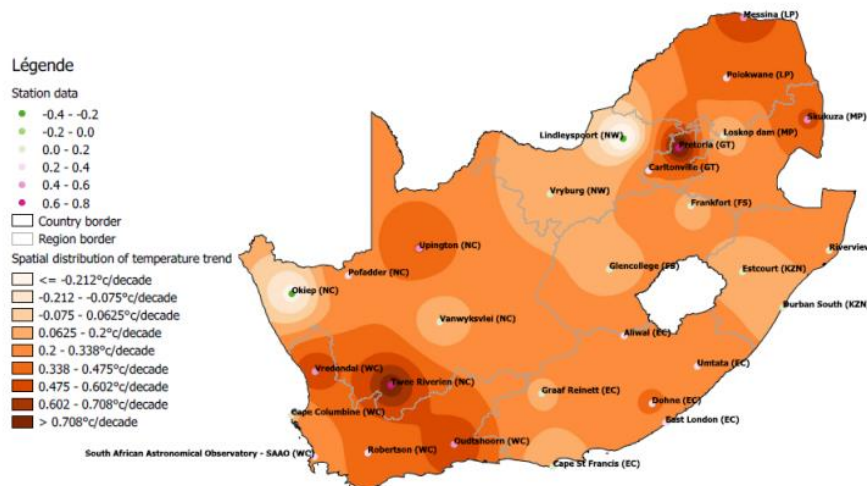 Légende
Station data
-0.4 - -0.2
-0.2 - 0.0
0.0 - 0.2
0.2 - 0.4
0.4 - 0.6
0.6 - 0.8
Country border
Region border
Spatial distribution of temperature trend
<= -0.212°c/decade
-0.212 - -0.075°c/decade
-0.075 - 0.0625°c/decade
0.0625 - 0.2°c/decade
0.2 - 0.338°c/decade
0.338 - 0.475°c/decade
0.475 - 0.602°c/decade
0.602 - 0.708°c/decade
> 0.708°c/decade
Messina (LP)
Polokwane (LP)
Skukuza (MP)
Lindleyspoort (NW)
Loskop dam (MP)
Pretoria (GT)
Carltonville (GT)
Vryburg (NW)
Frankfort (FS)
Upington (NC)
Riverview
Glencollege (FS)
Estcourt (KZN)
Pofadder (NC)
Okiep (NC)
Durban South (KZN)
Vanwyksvlei (NC)
Aliwal (EC)
Umtata (EC)
Vredendal (WC)
Twee Riverien (NC)
Graaf Reinett (EC)
Dohne (EC)
Cape Columbine (WC)
East London (EC)
Oudtshoorn (WC)
Robertson (WC)
South African Astronomical Observatory - SAAO (WC)
Cape St Francis (EC)